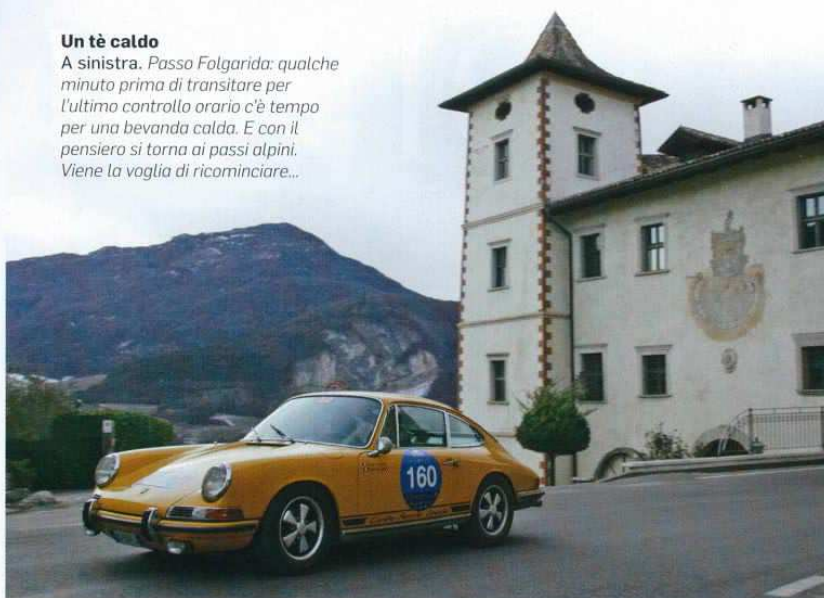 Un tè caldo
A sinistra. Passo Folgarida: qualche
minuto prima di transitare per
l'ultimo controllo orario c'è tempo
per una bevanda calda. E con il
pensiero si torna ai passi alpini.
Viene la voglia di ricominciare...
160